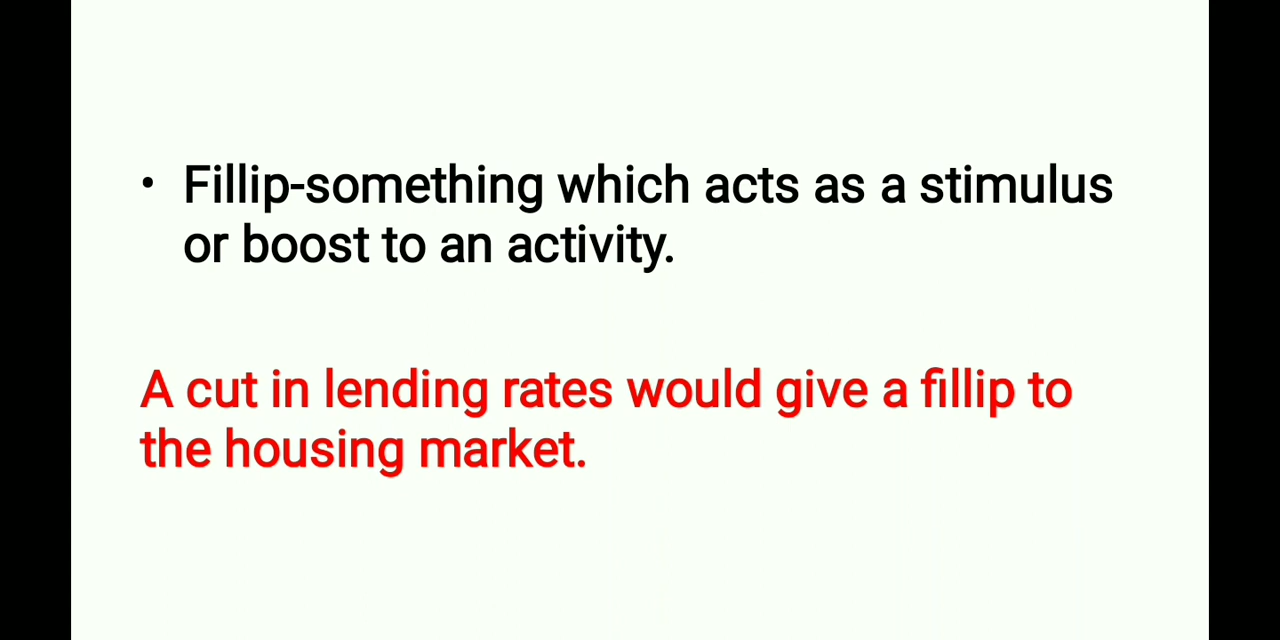 • Fillip-something which acts as a stimulus
or boost to an activity.
A cut in lending rates would give a fillip to
the housing market.